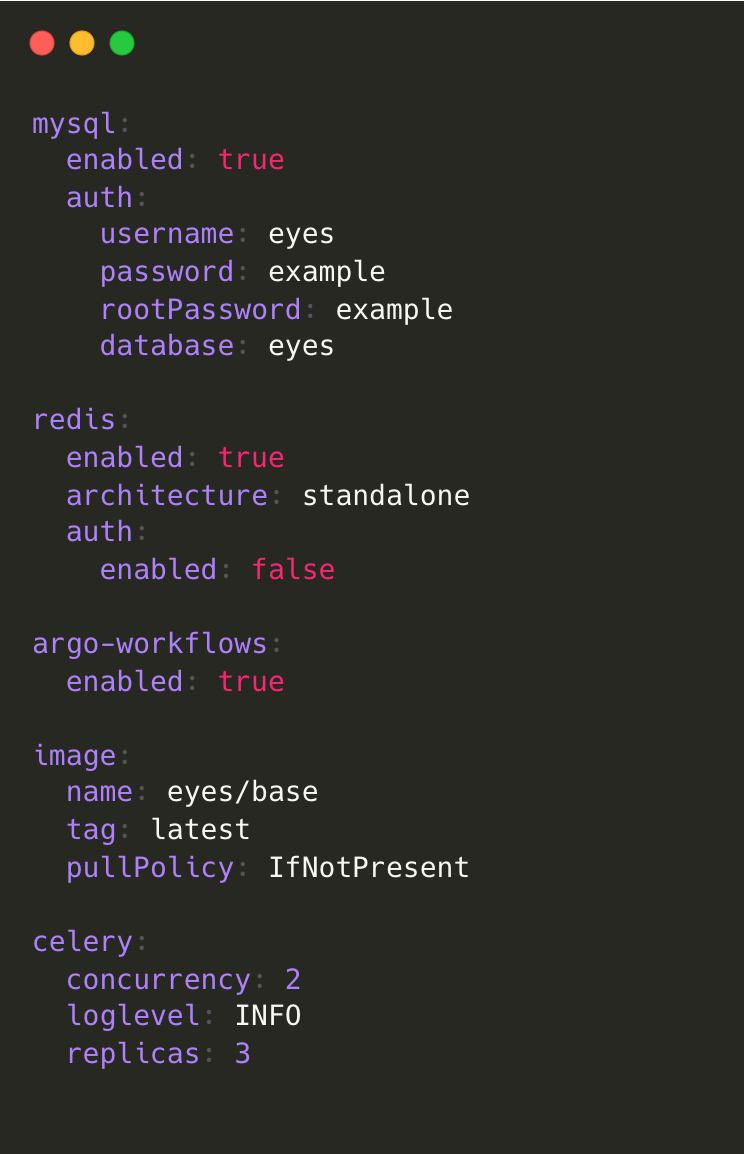 mysql:
  enabled: true
  auth:
    username: eyes
    password: example
    rootPassword: example
    database: eyes

redis:
  enabled: true
  architecture: standalone
  auth:
    enabled: false

argo-workflows:
  enabled: true

image:
  name: eyes/base
  tag: latest
  pullPolicy: IfNotPresent

celery:
  concurrency: 2
  loglevel: INFO
  replicas: 3